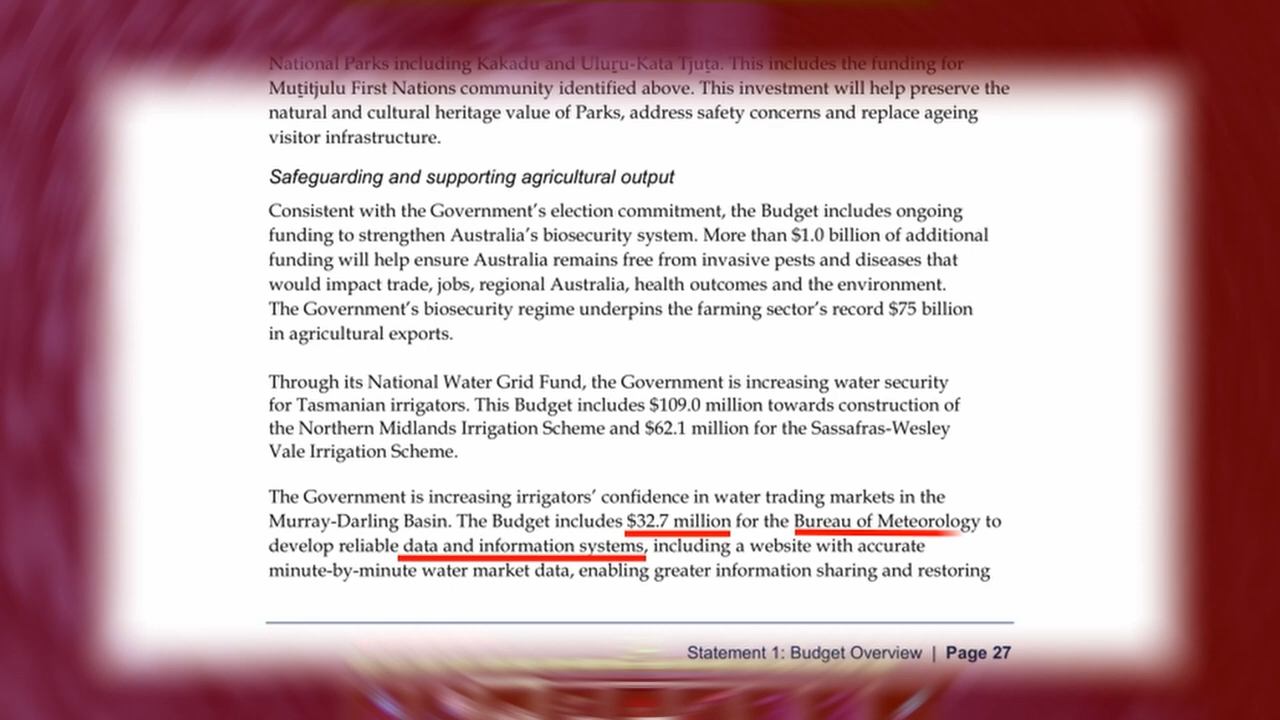 National Parks including Kakadu and Uluṟu-Kata Tjuṯa. This includes the funding for
Muṯitjulu First Nations community identified above. This investment will help preserve the
natural and cultural heritage value of Parks, address safety concerns and replace ageing
visitor infrastructure.
Safeguarding and supporting agricultural output
Consistent with the Government’s election commitment, the Budget includes ongoing
funding to strengthen Australia’s biosecurity system. More than $1.0 billion of additional
funding will help ensure Australia remains free from invasive pests and diseases that
would impact trade, jobs, regional Australia, health outcomes and the environment.
The Government’s biosecurity regime underpins the farming sector’s record $75 billion
in agricultural exports.
Through its National Water Grid Fund, the Government is increasing water security
for Tasmanian irrigators. This Budget includes $109.0 million towards construction of
the Northern Midlands Irrigation Scheme and $62.1 million for the Sassafras-Wesley
Vale Irrigation Scheme.
The Government is increasing irrigators’ confidence in water trading markets in the
Murray-Darling Basin. The Budget includes $32.7 million for the Bureau of Meteorology to
develop reliable data and information systems, including a website with accurate
minute-by-minute water market data, enabling greater information sharing and restoring
Statement 1: Budget Overview | Page 27